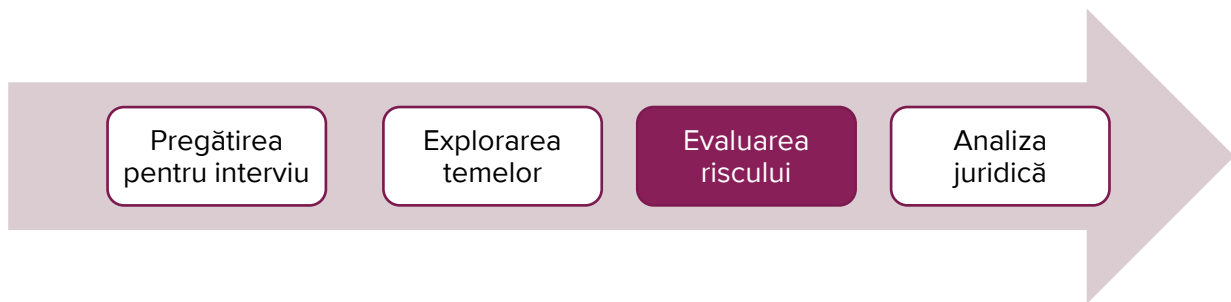 Pregătirea
pentru interviu
Explorarea
temelor
Evaluarea
riscului
Analiza
juridică